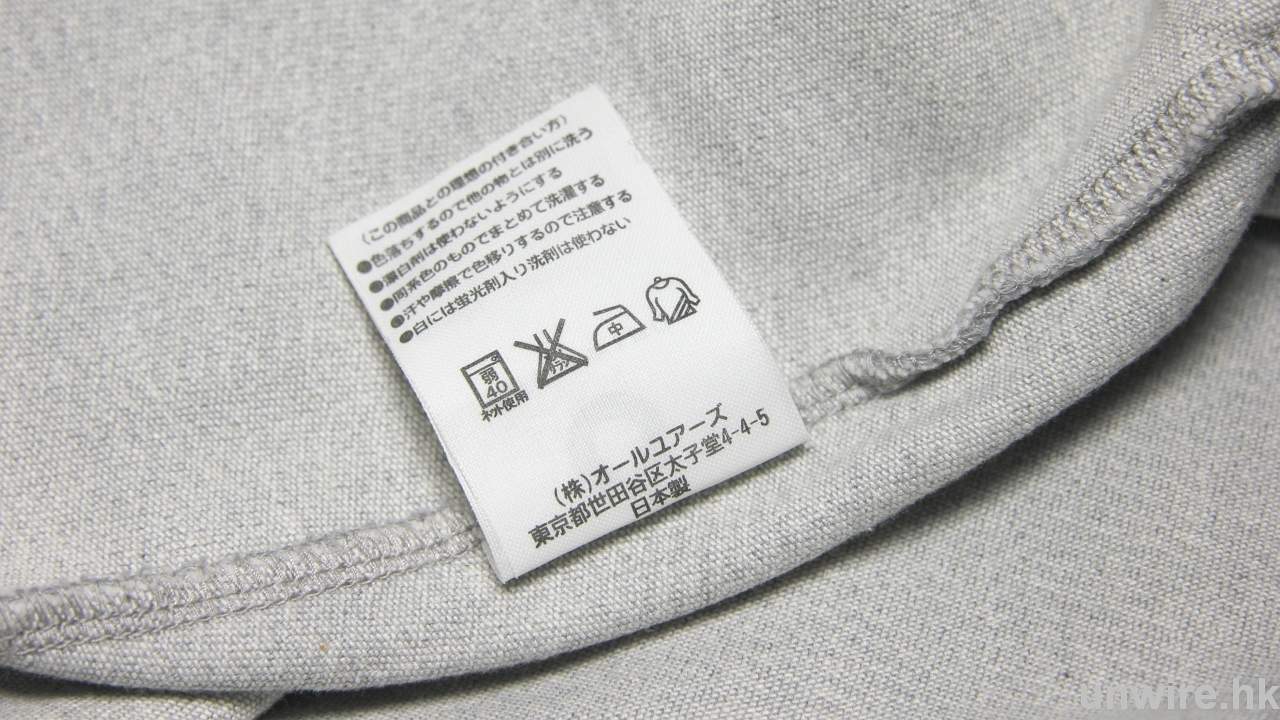 (この商品との理想の付き合い方)
●色落ちするので他の物とは別に洗う
●漂白剤は使わないようにする
●同系色のものでまとめて洗濯する
●汗や摩擦で色移りするので注意する
●白には蛍光剤入り洗剤は使わない
弱
40
ネット使用
エンソサラシ
中
(株)オールユアーズ
東京都世田谷区太子堂4-4-5
日本製
unwire.hk